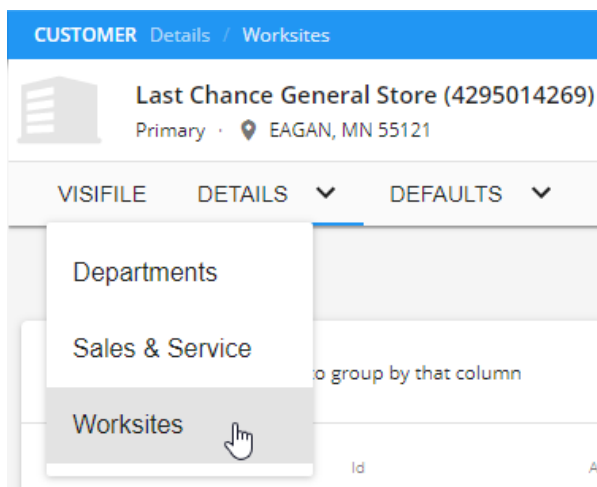 CUSTOMER Details / Worksites
Last Chance General Store (4295014269)
Primary · EAGAN, MN 55121
VISIFILE DETAILS DEFAULTS
Departments
Sales & Service
to group by that column
Worksites
Id